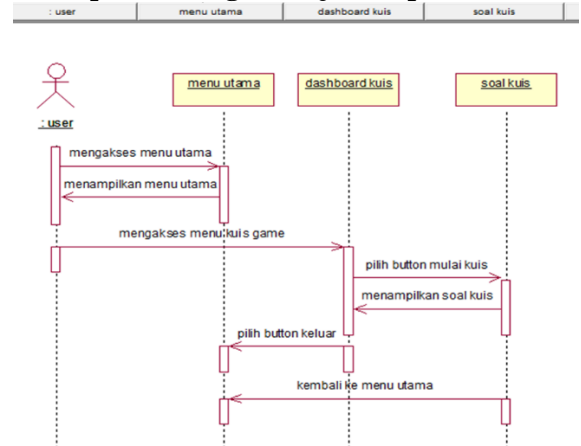 : user menu utama dashboard kuis soal kuis
menu utama dashboard kuis soal kuis
: user
mengakses menu utama
menampilkan menu utama
mengakses menu kuis game
pilih button mulai kuis
menampilkan soal kuis
pilih button keluar
kembali ke menu utama